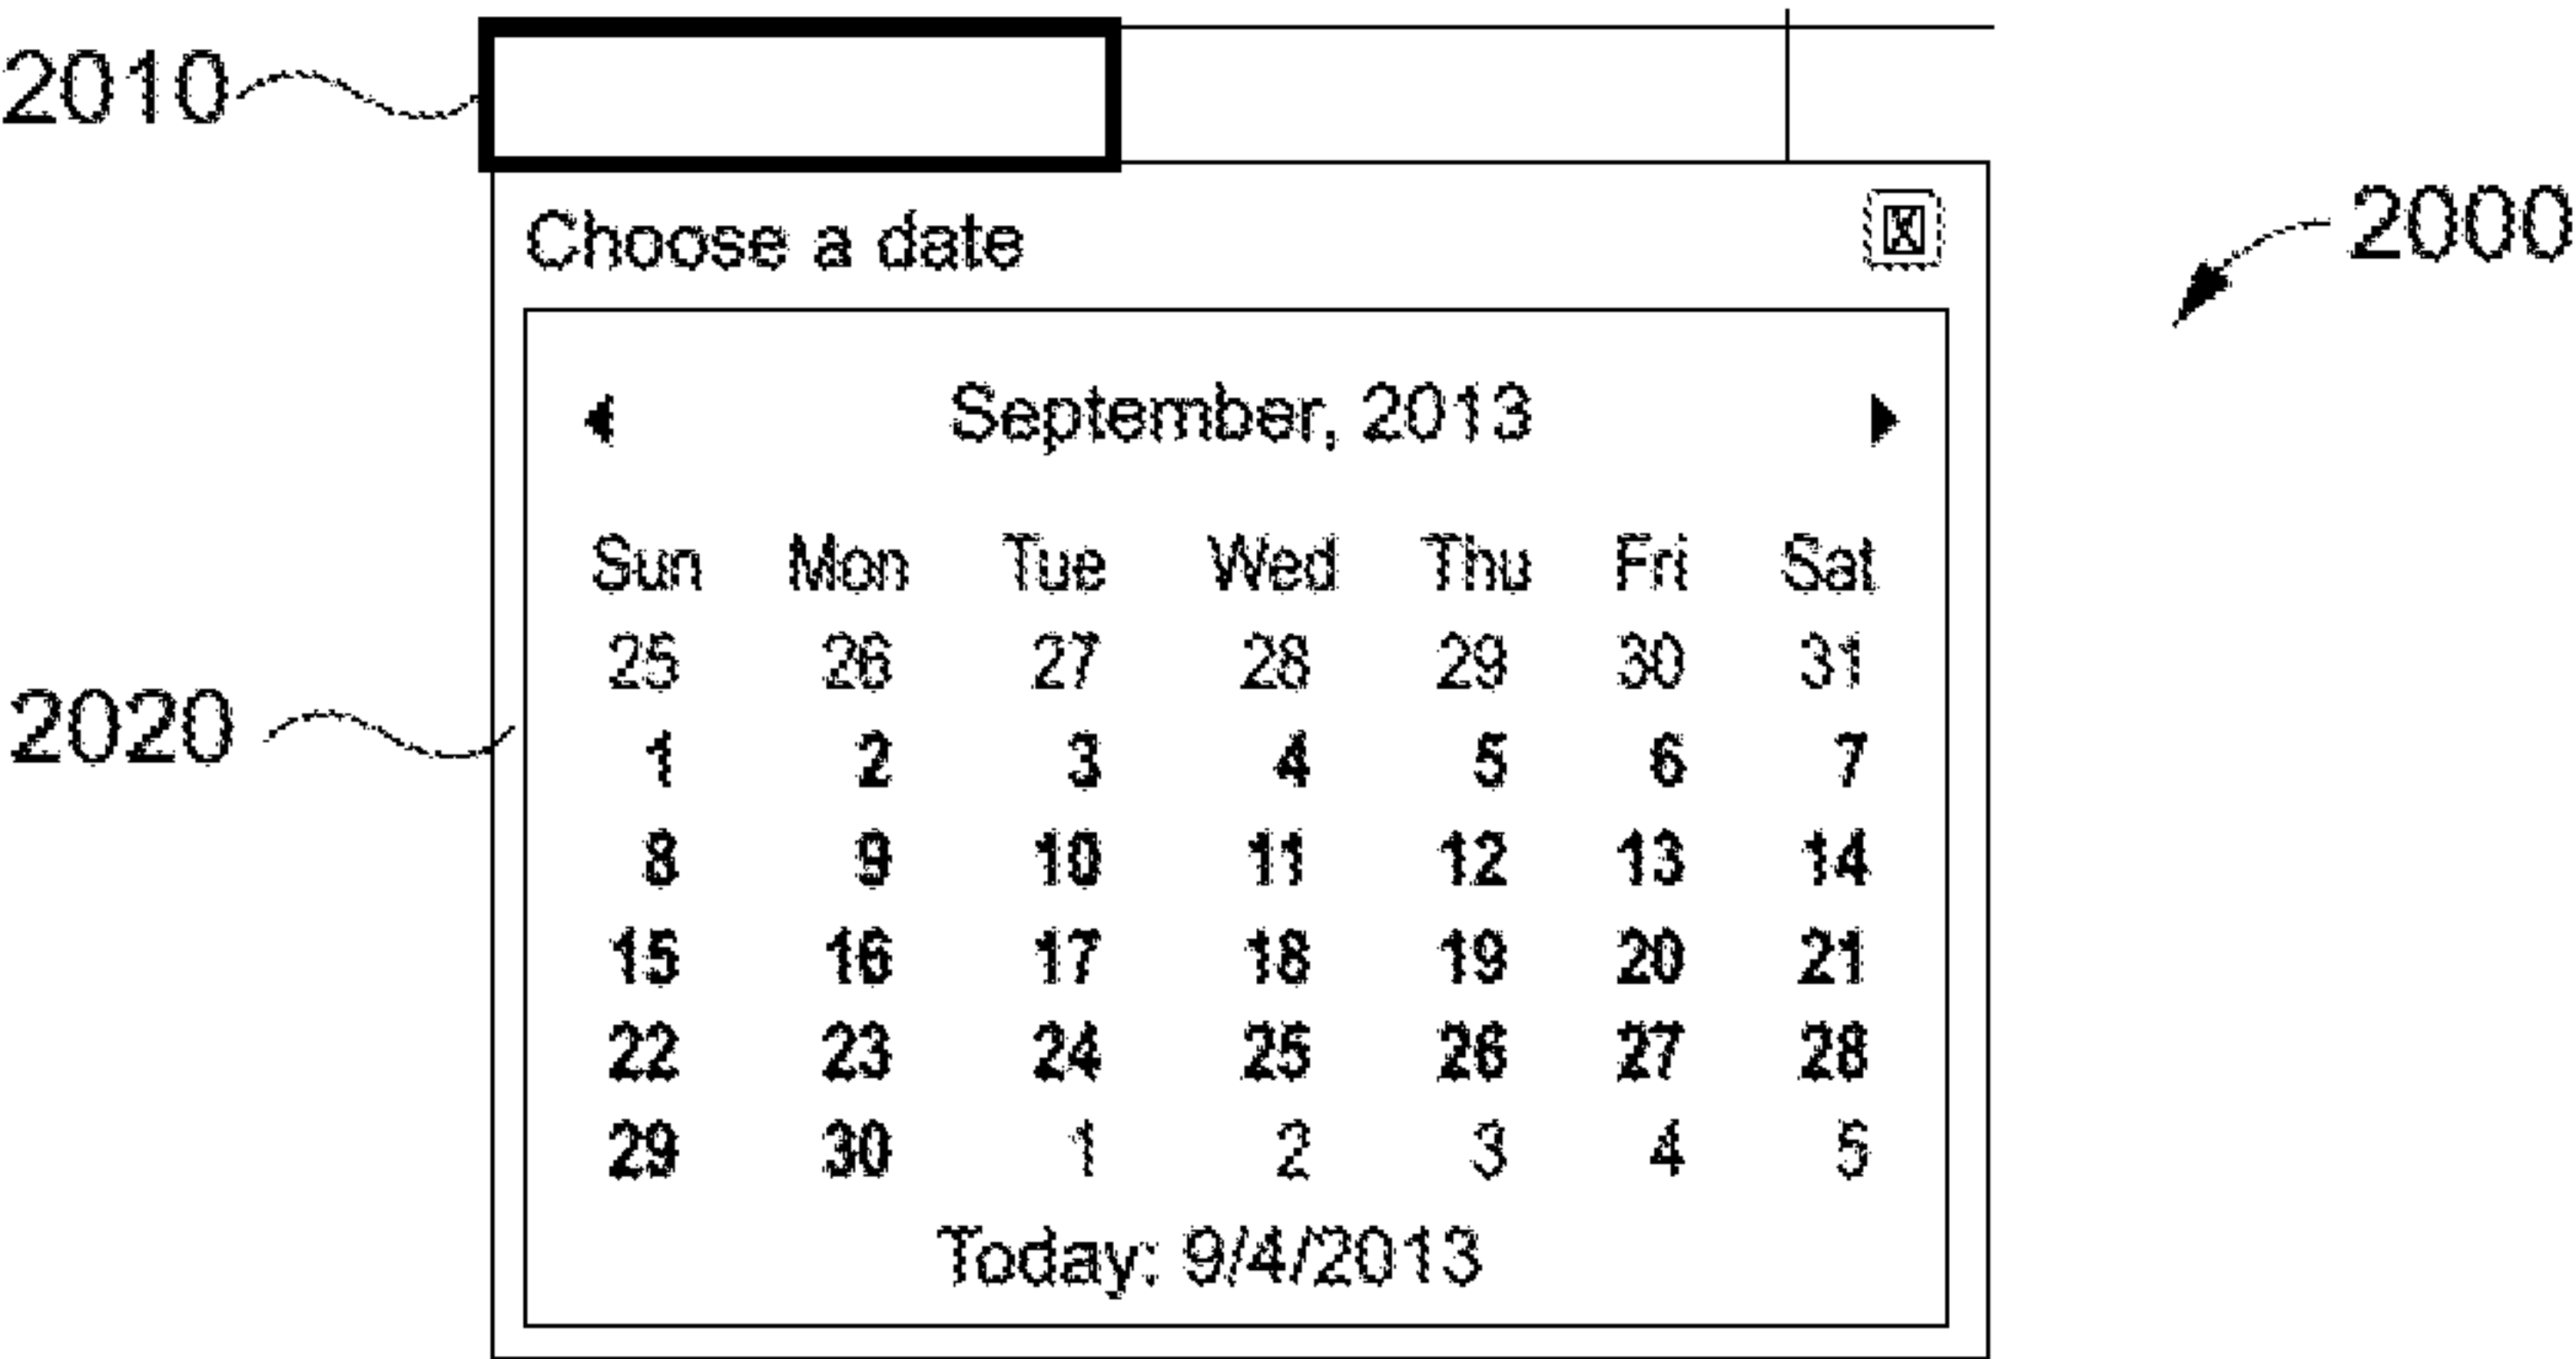 2010
Choose a date
2000
September, 2013
Sun Mon Tue Wed Thu Fri Sat
25 26 27 28 29 30 31
2020
1 2 3 4 5 6 7
8 9 10 11 12 13 14
15 16 17 18 19 20 21
22 23 24 25 26 27 28
29 30 1 2 3 4 5
Today: 9/4/2013